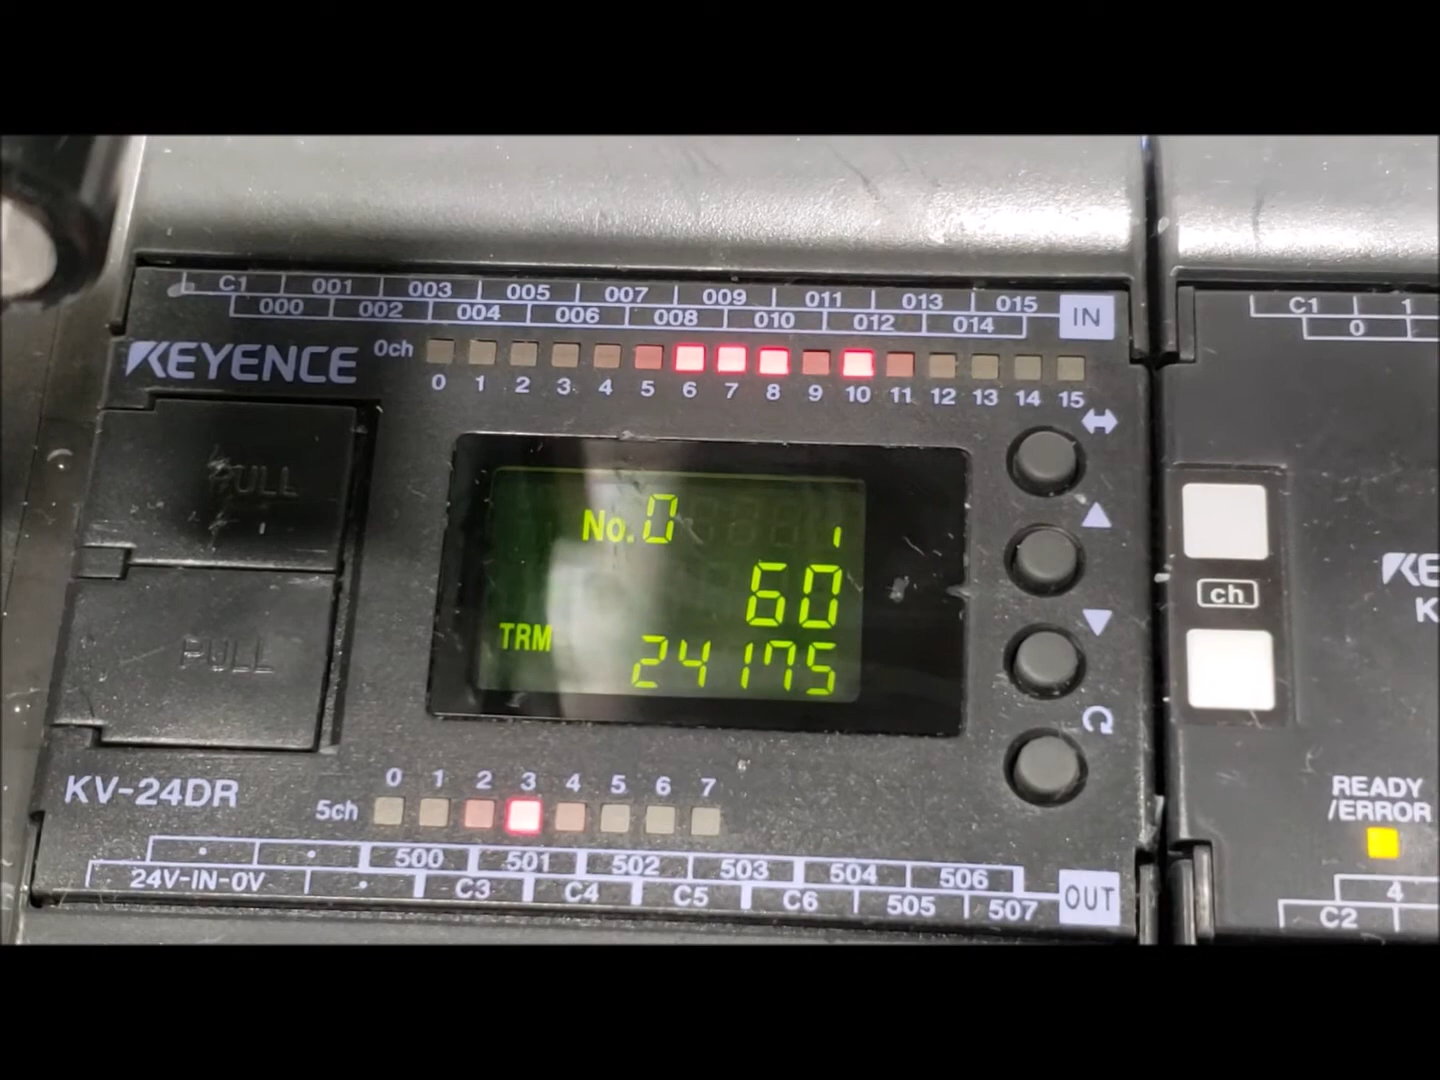 C1 001 003 005 007 009 011 013 015
000 002 004 006 008 010 012 014
IN
KEYENCE
0ch
0 1 2 3 4 5 6 7 8 9 10 11 12 13 14 15
PULL
PULL
No.0
60
TRM 24175
KV-24DR
0 1 2 3 4 5 6 7
5ch
500 501 502 503 504 506
24V-IN-0V C3 C4 C5 C6 505 507
OUT
C1 1
0
ch
KE
K
READY
/ERROR
4
C2